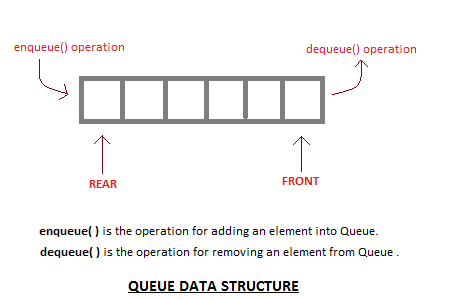 enqueue() operation
dequeue() operation
REAR
FRONT
enqueue( ) is the operation for adding an element into Queue.
dequeue( ) is the operation for removing an element from Queue .
QUEUE DATA STRUCTURE